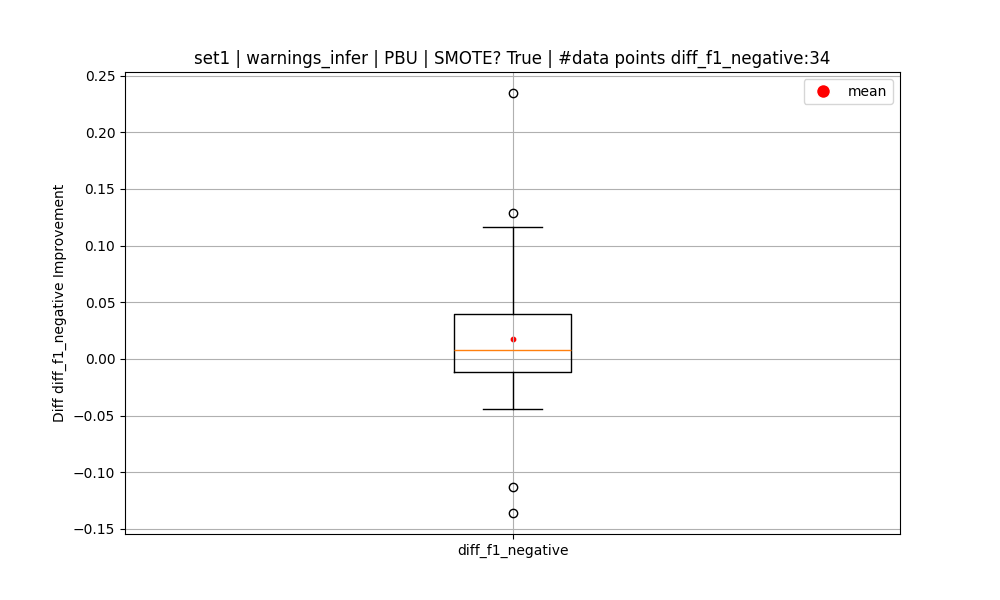 set1 | warnings_infer | PBU | SMOTE? True | #data points diff_f1_negative:34
mean
Diff diff_f1_negative Improvement
0.25
0.20
0.15
0.10
0.05
0.00
−0.05
−0.10
−0.15
diff_f1_negative